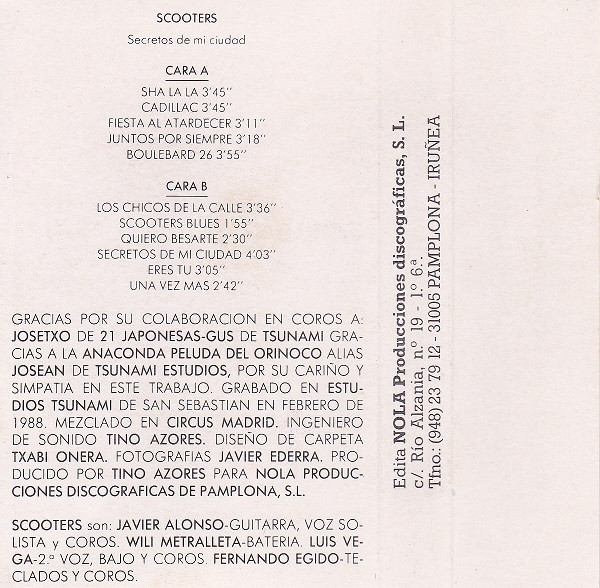 SCOOTERS
Secretos de mi ciudad
CARA A
SHA LA LA 3'45''
CADILLAC 3'45''
FIESTA AL ATARDECER 3'11''
JUNTOS POR SIEMPRE 3'18''
BOULEBARD 26 3'55''
CARA B
LOS CHICOS DE LA CALLE 3'36''
SCOOTERS BLUES 1'55''
QUIERO BESARTE 2'30''
SECRETOS DE MI CIUDAD 4'03''
ERES TU 3'05''
UNA VEZ MAS 2'42''
GRACIAS POR SU COLABORACION EN COROS A:
JOSETXO DE 21 JAPONESAS-GUS DE TSUNAMI GRA-
CIAS A LA ANACONDA PELUDA DEL ORINOCO ALIAS
JOSEAN DE TSUNAMI ESTUDIOS, POR SU CARIÑO Y
SIMPATIA EN ESTE TRABAJO. GRABADO EN ESTU-
DIOS TSUNAMI DE SAN SEBASTIAN EN FEBRERO DE
1988. MEZCLADO EN CIRCUS MADRID. INGENIERO
DE SONIDO TINO AZORES. DISEÑO DE CARPETA
TXABI ONERA. FOTOGRAFIAS JAVIER EDERRA. PRO-
DUCIDO POR TINO AZORES PARA NOLA PRODUC-
CIONES DISCOGRAFICAS DE PAMPLONA, S.L.
SCOOTERS son: JAVIER ALONSO-GUITARRA, VOZ SO-
LISTA y COROS. WILI METRALLETA-BATERIA. LUIS VE-
GA-2.ª VOZ, BAJO Y COROS. FERNANDO EGIDO-TE-
CLADOS Y COROS.
Edita NOLA Producciones discográficas, S. L.
c/. Río Alzania, n.º 19 - 1.º 6.ª.
Tfno.: (948) 23 79 12 - 31005 PAMPLONA - IRUÑEA